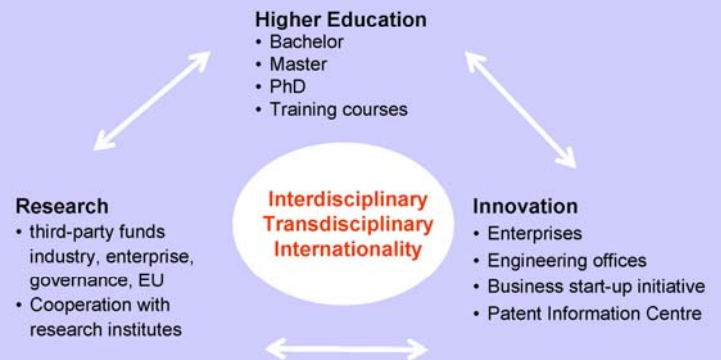 Higher Education
• Bachelor
• Master
• PhD
• Training courses
Interdisciplinary
Transdisciplinary
Internationality
Research
• third-party funds
industry, enterprise,
governance, EU
• Cooperation with
research institutes
Innovation
• Enterprises
• Engineering offices
• Business start-up initiative
• Patent Information Centre